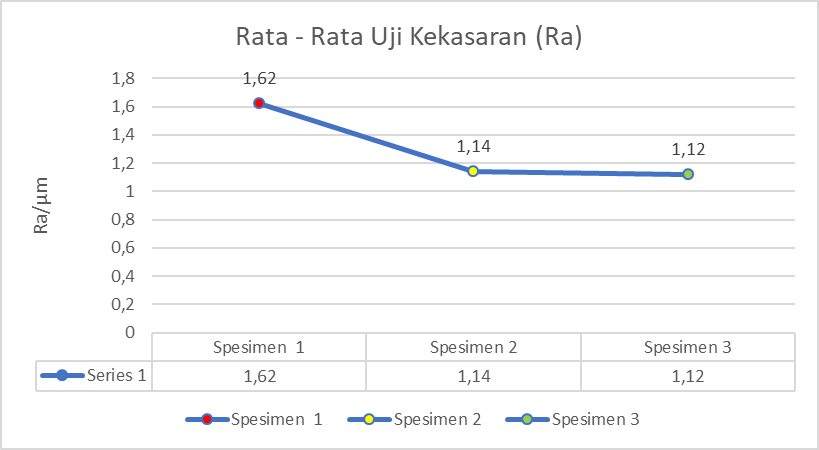 Rata - Rata Uji Kekasaran (Ra)
1,62
1,14
1,12
1,8
1,6
1,4
1,2
1
0,8
0,6
0,4
0,2
0
Ra/µm
Spesimen 1 Spesimen 2 Spesimen 3
Series 1 1,62 1,14 1,12
Spesimen 1 Spesimen 2 Spesimen 3